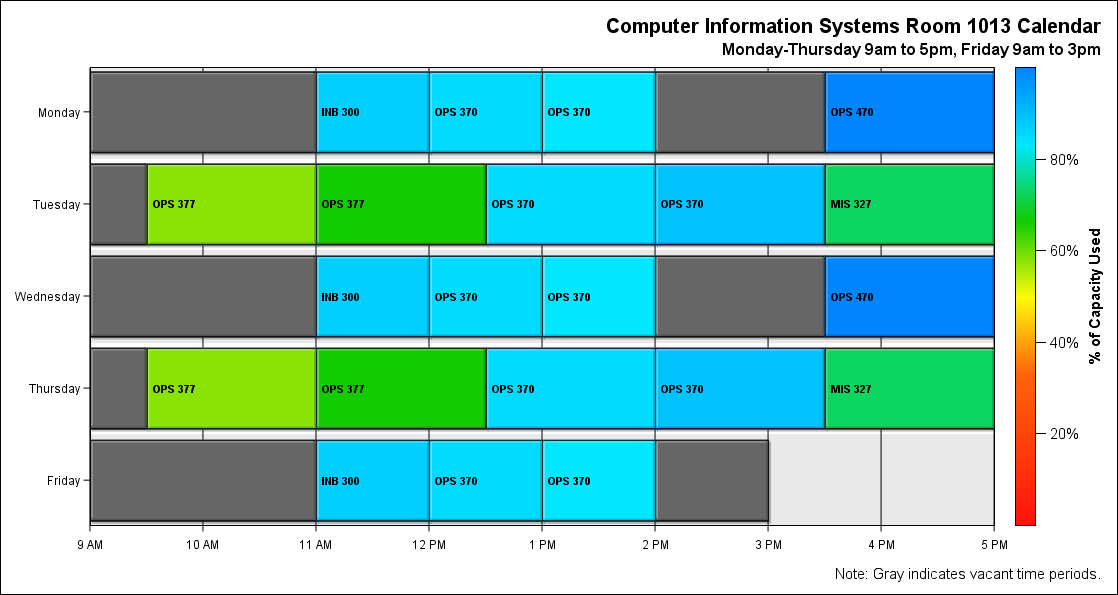 Computer Information Systems Room 1013 Calendar
Monday-Thursday 9am to 5pm, Friday 9am to 3pm
Monday
INB 300
OPS 370
OPS 370
OPS 470
Tuesday
OPS 377
OPS 377
OPS 370
OPS 370
MIS 327
Wednesday
INB 300
OPS 370
OPS 370
OPS 470
Thursday
OPS 377
OPS 377
OPS 370
OPS 370
MIS 327
Friday
INB 300
OPS 370
OPS 370
9 AM
10 AM
11 AM
12 PM
1 PM
2 PM
3 PM
4 PM
5 PM
80%
60%
40%
20%
% of Capacity Used
Note: Gray indicates vacant time periods.